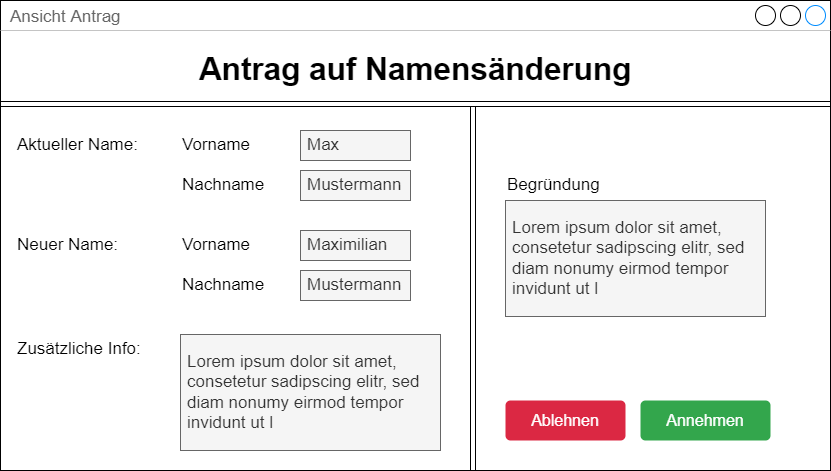 Ansicht Antrag
Antrag auf Namensänderung
Aktueller Name:
Vorname
Max
Nachname
Mustermann
Neuer Name:
Vorname
Maximilian
Nachname
Mustermann
Zusätzliche Info:
Lorem ipsum dolor sit amet,
consetetur sadipscing elitr, sed
diam nonumy eirmod tempor
invidunt ut l
Begründung
Lorem ipsum dolor sit amet,
consetetur sadipscing elitr, sed
diam nonumy eirmod tempor
invidunt ut l
Ablehnen
Annehmen